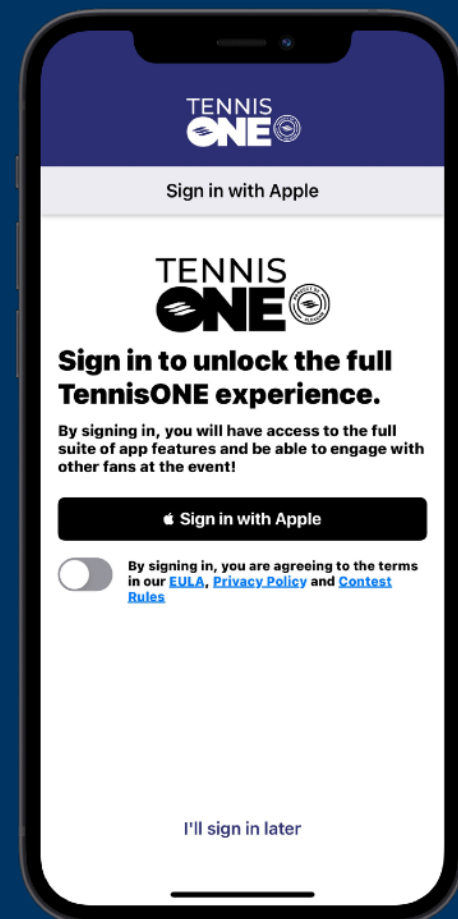 TENNIS
ONE
Sign in with Apple
TENNIS
ONE
Sign in to unlock the full
TennisONE experience.
By signing in, you will have access to the full
suite of app features and be able to engage with
other fans at the event!
Sign in with Apple
By signing in, you are agreeing to the terms
in our EULA, Privacy Policy and Contest
Rules
I'll sign in later